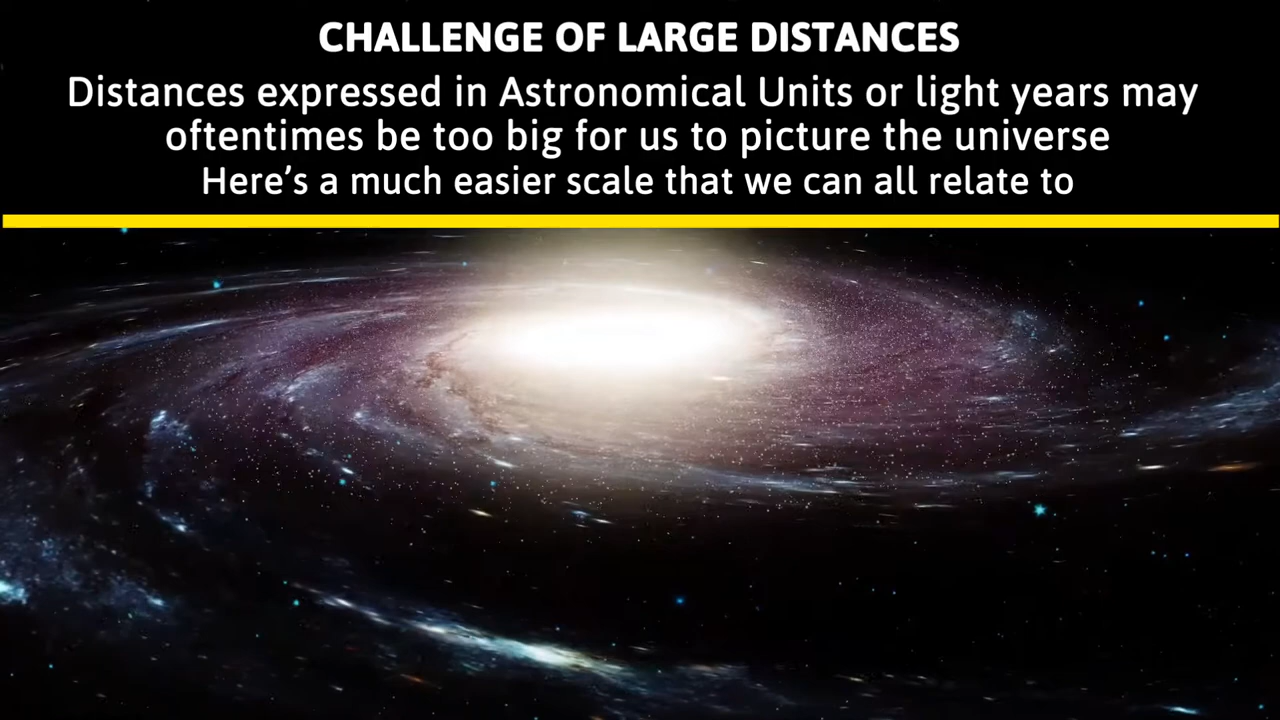 CHALLENGE OF LARGE DISTANCES
Distances expressed in Astronomical Units or light years may
oftentimes be too big for us to picture the universe
Here’s a much easier scale that we can all relate to